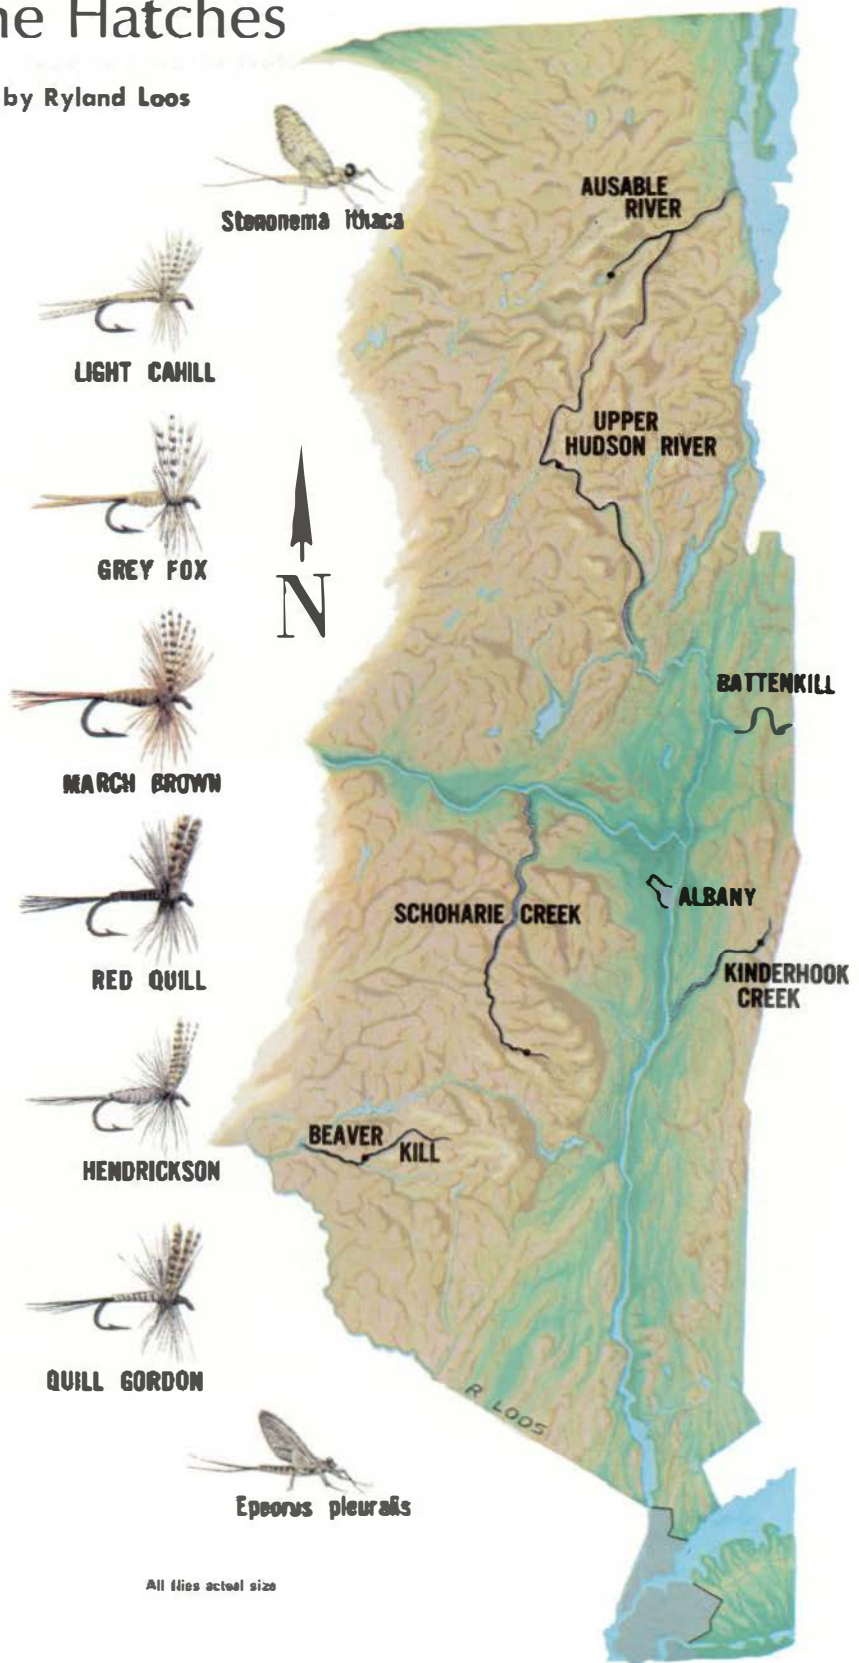 he Hatches
by Ryland Loos
Stenonema ithaca
LIGHT CAHILL
GREY FOX
MARCH BROWN
RED QUILL
HENDRICKSON
QUILL GORDON
Epeorus pleuralis
All flies actual size
N
AUSABLE
RIVER
UPPER
HUDSON RIVER
BATTENKILL
SCHOHARIE CREEK
ALBANY
KINDERHOOK
CREEK
BEAVER
KILL
R LOOS